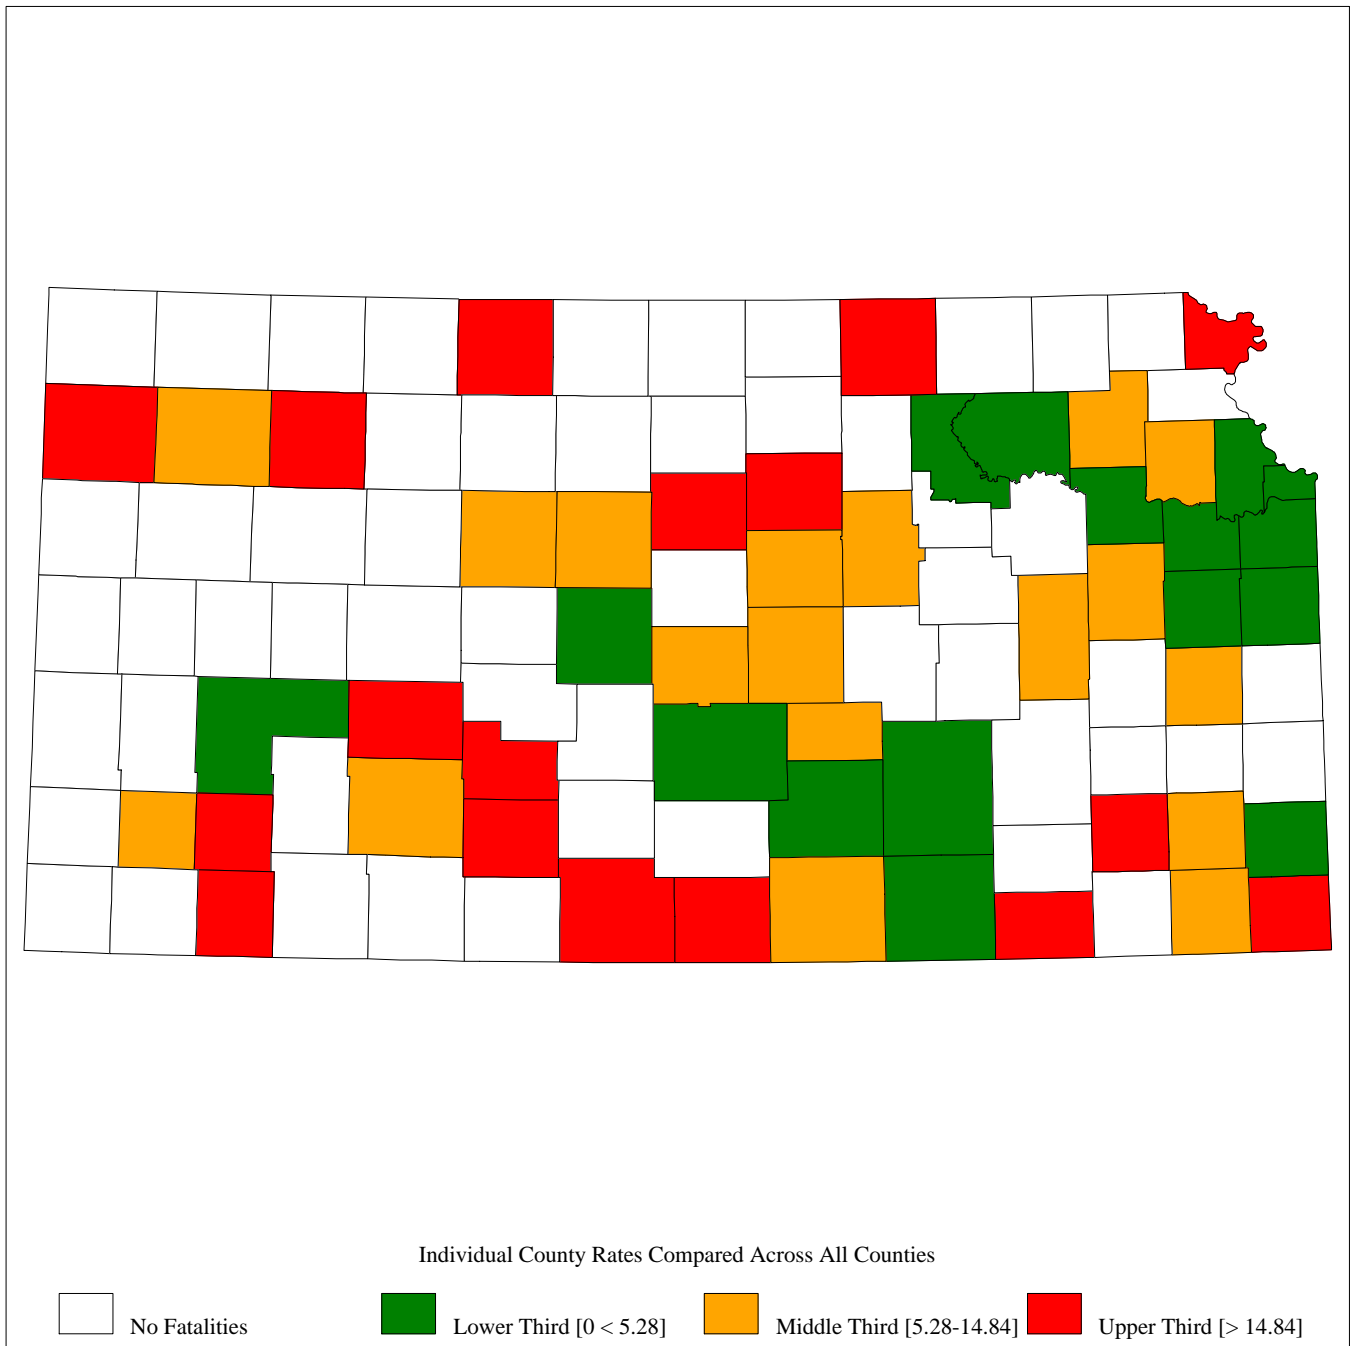 Individual County Rates Compared Across All Counties
No Fatalities
Lower Third [0 < 5.28]
Middle Third [5.28-14.84]
Upper Third [> 14.84]